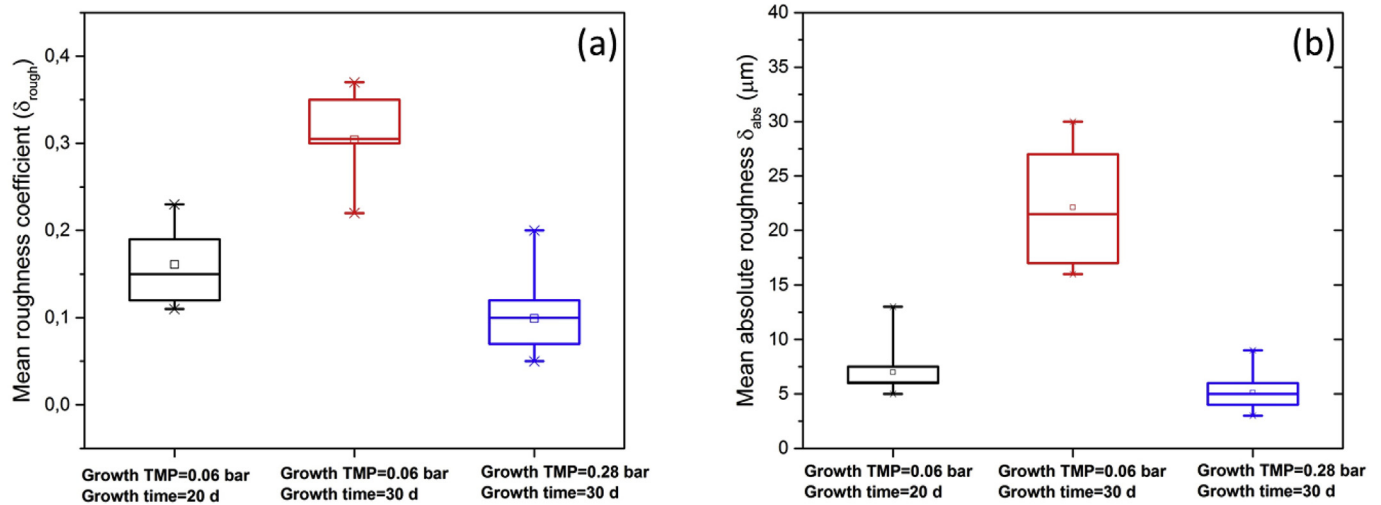 (a)
Mean roughness coefficient (δrough)
0,4
0,3
0,2
0,1
0,0
Growth TMP=0.06 bar
Growth time=20 d
Growth TMP=0.06 bar
Growth time=30 d
Growth TMP=0.28 bar
Growth time=30 d
(b)
Mean absolute roughness δabs (μm)
40
35
30
25
20
15
10
5
0
Growth TMP=0.06 bar
Growth time=20 d
Growth TMP=0.06 bar
Growth time=30 d
Growth TMP=0.28 bar
Growth time=30 d